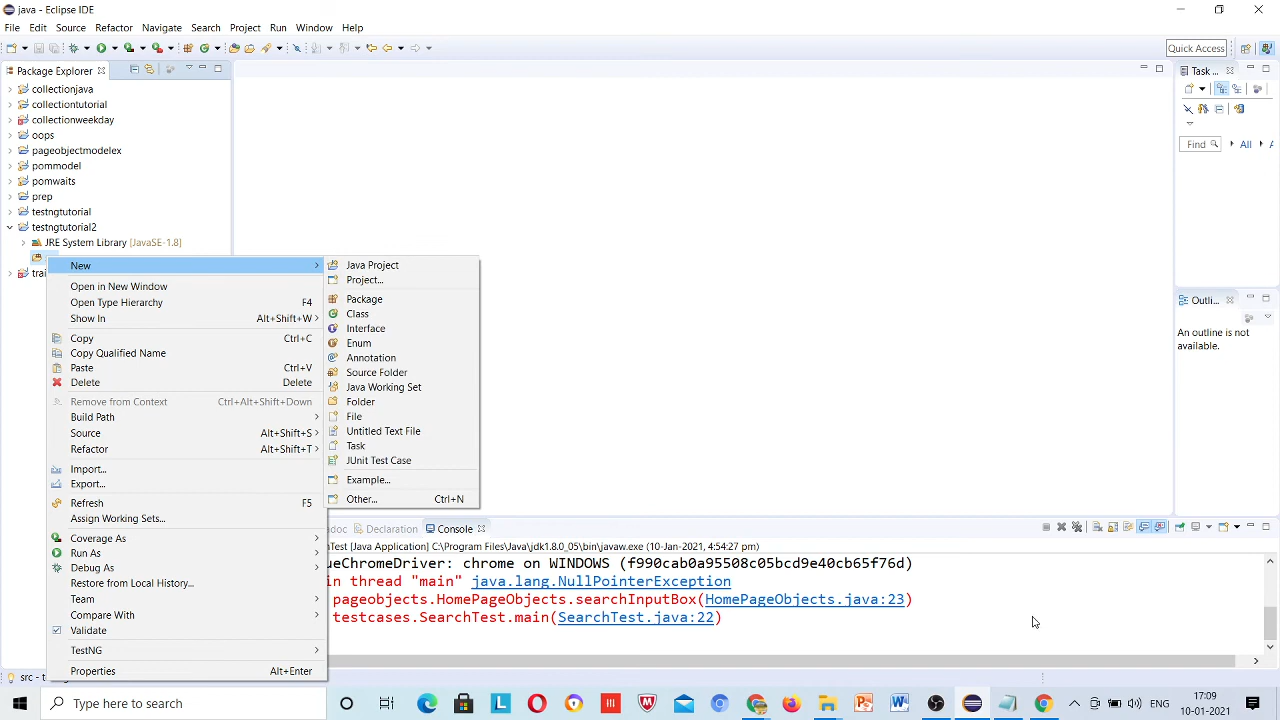 java - Eclipse IDE
File Edit Source Refactor Navigate Search Project Run Window Help
Quick Access
Package Explorer
collectionjava
collectiontutorial
collectionweekday
oops
pageobjectmodelex
pommodel
pomwaits
prep
testngtutorial
testngtutorial2
JRE System Library [JavaSE-1.8]
trai
New
Open in New Window
Open Type Hierarchy F4
Show In Alt+Shift+W
Copy Ctrl+C
Copy Qualified Name
Paste Ctrl+V
Delete Delete
Remove from Context Ctrl+Alt+Shift+Down
Build Path
Source Alt+Shift+S
Refactor Alt+Shift+T
Import...
Export...
Refresh F5
Assign Working Sets...
Coverage As
Run As
Debug As
Restore from Local History...
Team
Compare With
Validate
TestNG
Properties Alt+Enter
Java Project
Project...
Package
Class
Interface
Enum
Annotation
Source Folder
Java Working Set
Folder
File
Untitled Text File
Task
JUnit Test Case
Example...
Other... Ctrl+N
Task ...
Find All
Outli...
An outline is not
available.
doc Declaration Console
nTest [Java Application] C:\Program Files\Java\jdk1.8.0_05\bin\javaw.exe (10-Jan-2021, 4:54:27 pm)
ueChromeDriver: chrome on WINDOWS (f990cab0a95508c05bcd9e40cb65f76d)
in thread "main" java.lang.NullPointerException
pageobjects.HomePageObjects.searchInputBox(HomePageObjects.java:23)
testcases.SearchTest.main(SearchTest.java:22)
src - te
Type here to search
ENG
17:09
10-01-2021